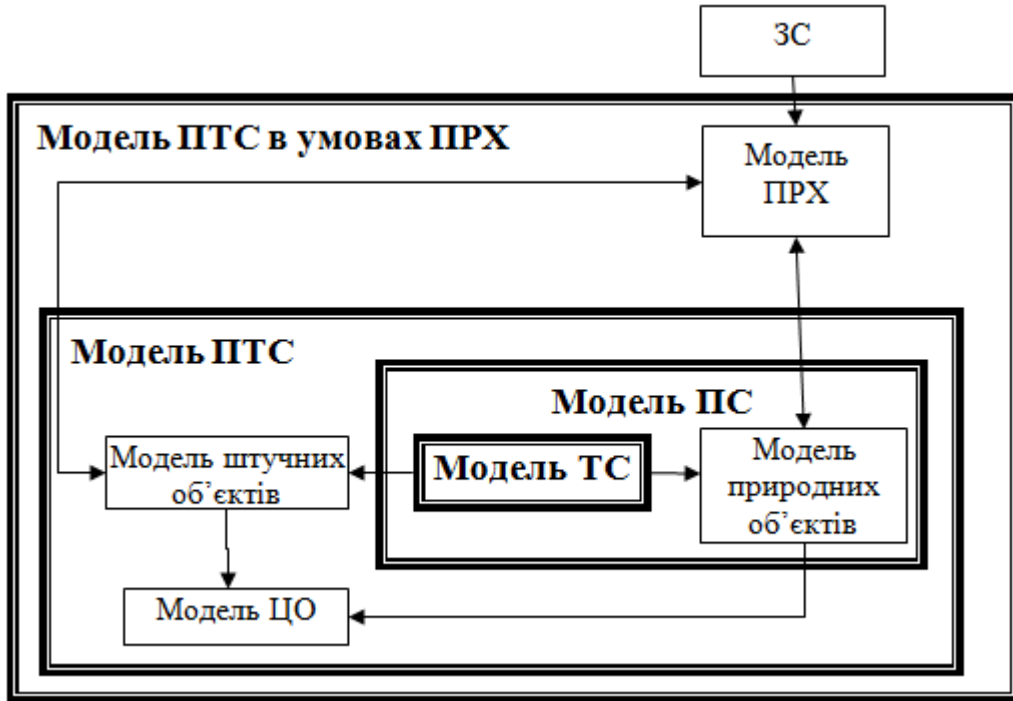 ЗС
Модель ПТС в умовах ПРХ
Модель
ПРХ
Модель ПТС
Модель ПС
Модель штучних
об’єктів
Модель ТС
Модель
природних
об’єктів
Модель ЦО